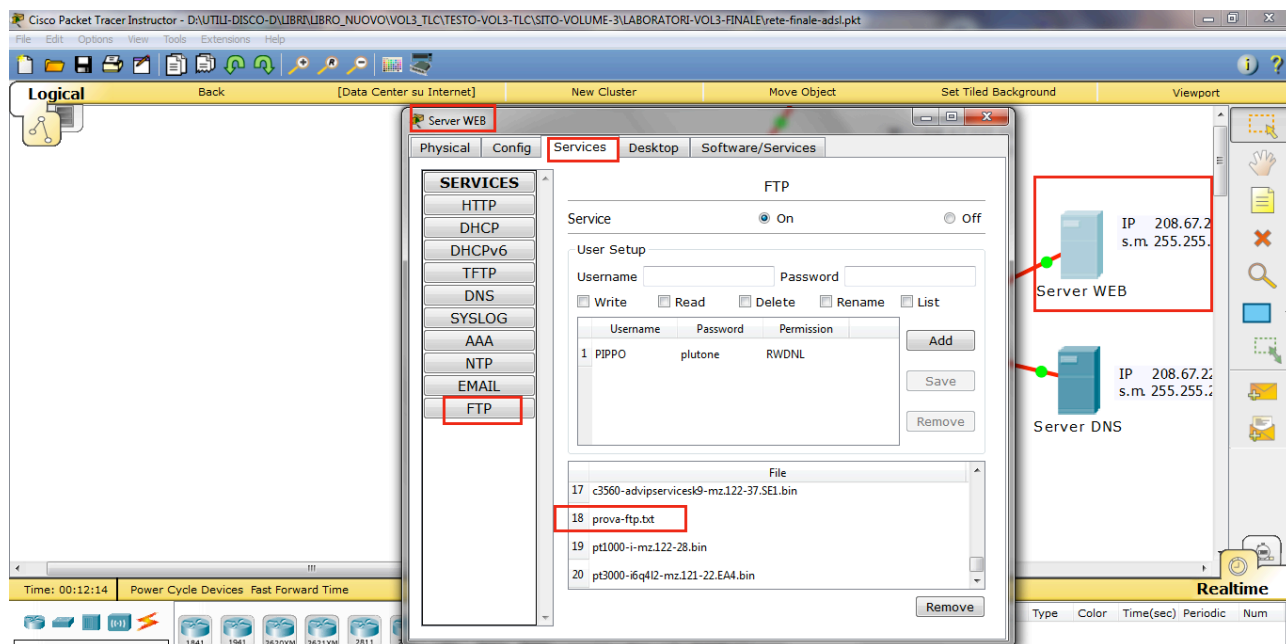 Cisco Packet Tracer Instructor - D:\UTILI-DISCO-D\LIBRI\LIBRO_NUOVO\VOL3_TLC\TESTO-VOL3-TLC\SITO-VOLUME-3\LABORATORI-VOL3-FINALE\rete-finale-adsl.pkt
File Edit Options View Tools Extensions Help
Logical Back [Data Center su Internet] New Cluster Move Object Set Tiled Background Viewport
Server WEB
Physical Config Services Desktop Software/Services
SERVICES
HTTP
DHCP
DHCPv6
TFTP
DNS
SYSLOG
AAA
NTP
EMAIL
FTP
FTP
Service On Off
User Setup
Username Password
Write Read Delete Rename List
Username Password Permission
1 PIPPO plutone RWDNL
Add
Save
Remove
File
17 c3560-advipservicesk9-mz.122-37.SE1.bin
18 prova-ftp.txt
19 pt1000-i-mz.122-28.bin
20 pt3000-i6q4l2-mz.121-22.EA4.bin
Remove
IP 208.67.2
s.m. 255.255.
Server WEB
IP 208.67.22
s.m. 255.255.2
Server DNS
Time: 00:12:14 Power Cycle Devices Fast Forward Time
Realtime
Type Color Time(sec) Periodic Num
1841 1941 2620XM 2621XM 2811